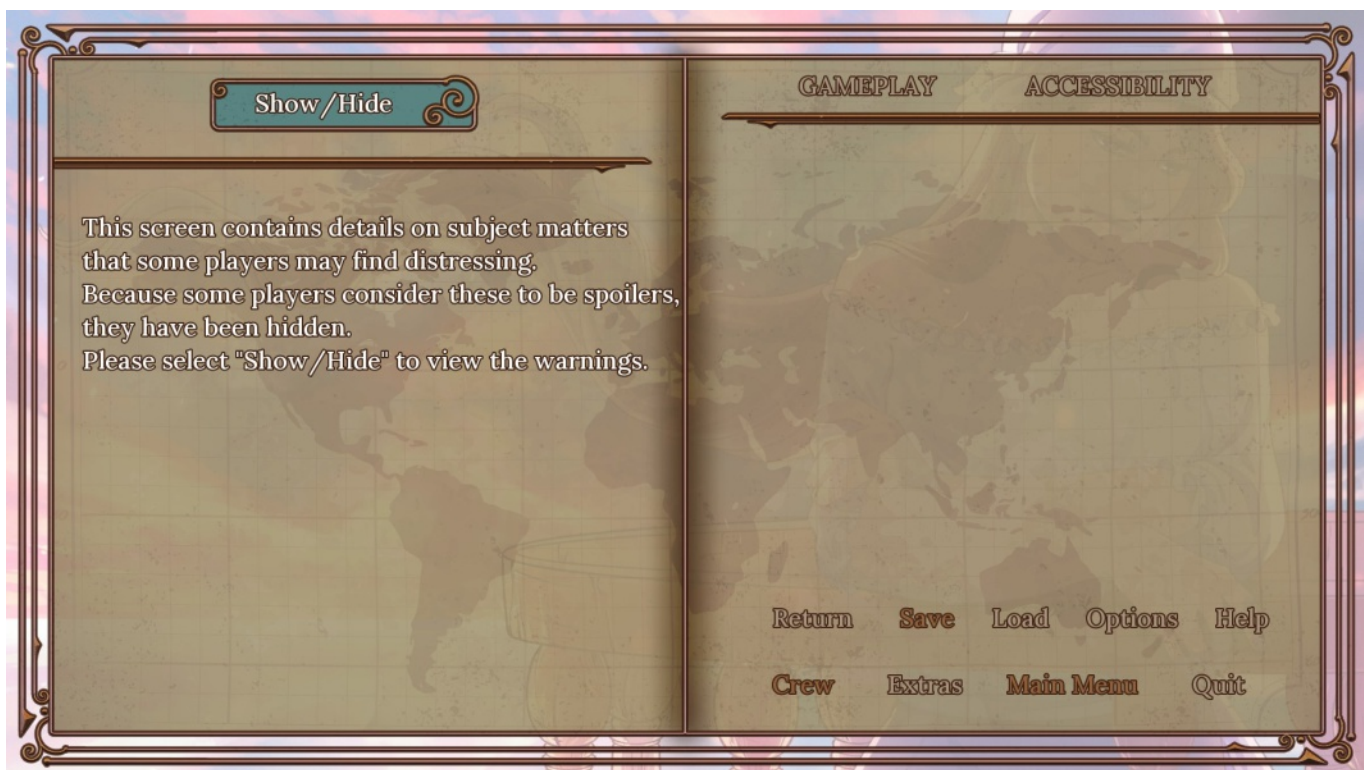 Show/Hide
This screen contains details on subject matters
that some players may find distressing.
Because some players consider these to be spoilers,
they have been hidden.
Please select "Show/Hide" to view the warnings.
GAMEPLAY ACCESSIBILITY
Return Save Load Options Help
Crew Extras Main Menu Quit